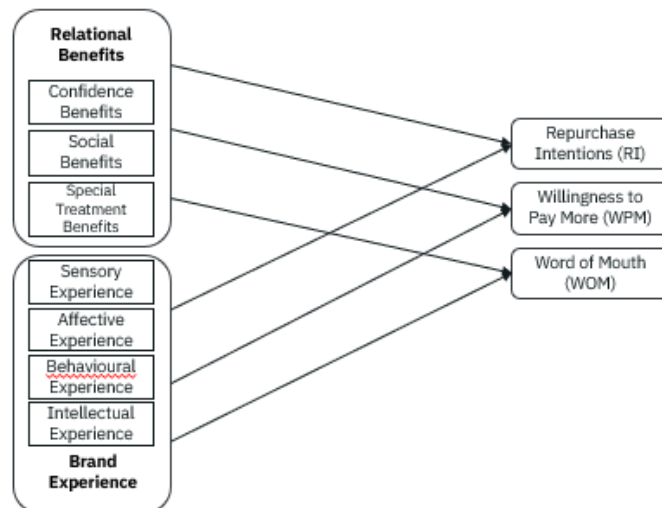 Relational
Benefits
Confidence
Benefits
Social
Benefits
Special
Treatment
Benefits
Sensory
Experience
Affective
Experience
Behavioural
Experience
Intellectual
Experience
Brand
Experience
Repurchase
Intentions (RI)
Willingness to
Pay More (WPM)
Word of Mouth
(WOM)